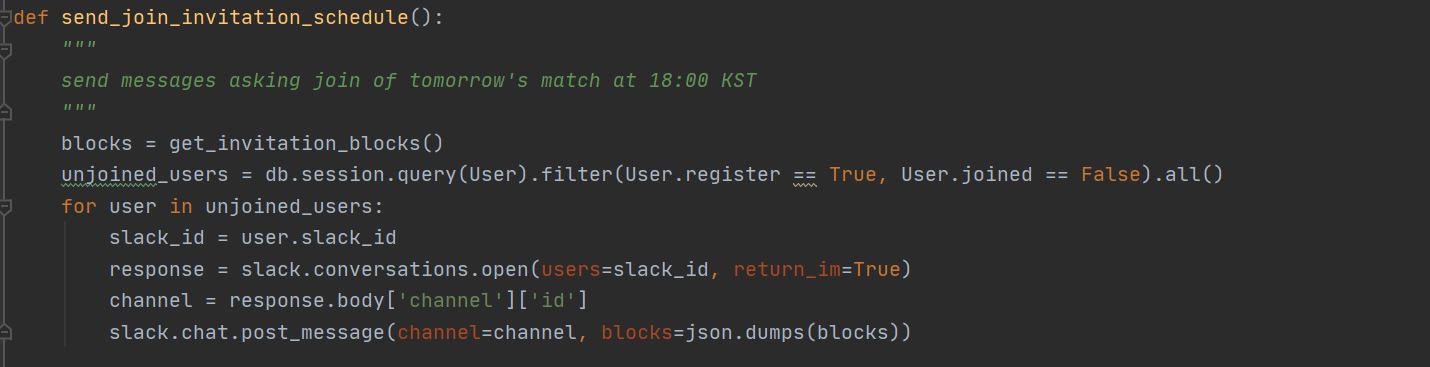 def send_join_invitation_schedule():
    """
    send messages asking join of tomorrow's match at 18:00 KST
    """
    blocks = get_invitation_blocks()
    unjoined_users = db.session.query(User).filter(User.register == True, User.joined == False).all()
    for user in unjoined_users:
        slack_id = user.slack_id
        response = slack.conversations.open(users=slack_id, return_im=True)
        channel = response.body['channel']['id']
        slack.chat.post_message(channel=channel, blocks=json.dumps(blocks))